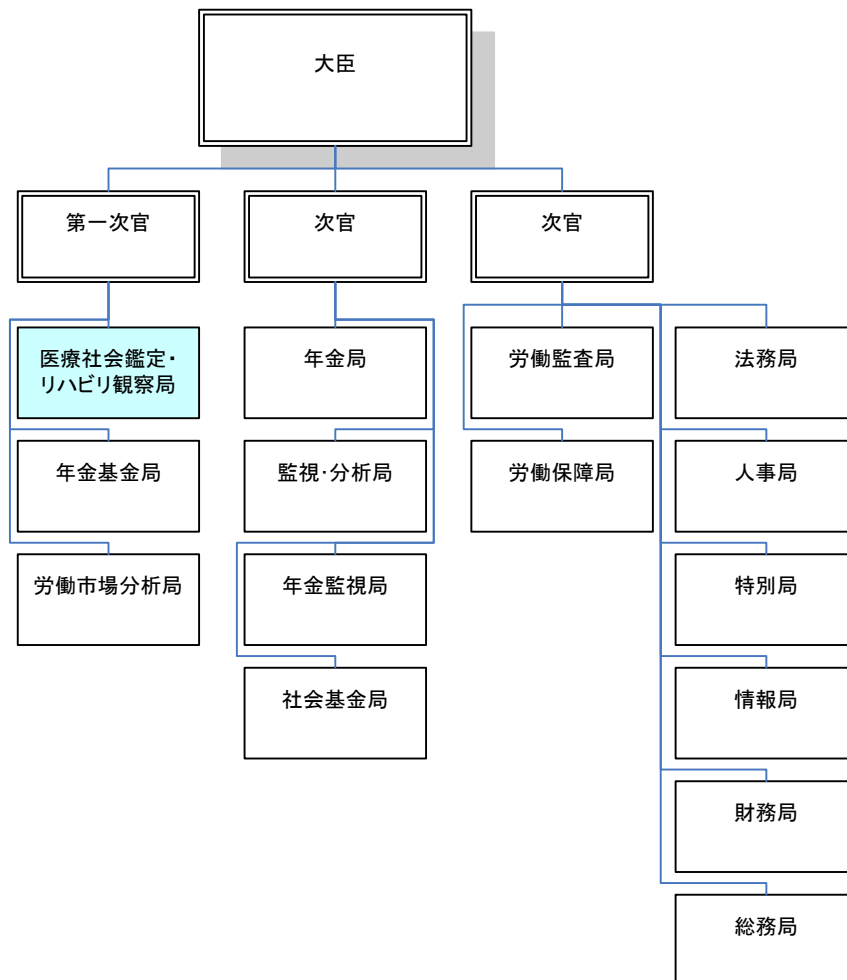 大臣
第一次官
次官
次官
医療社会鑑定・
リハビリ観察局
年金局
労働監査局
法務局
年金基金局
監視・分析局
労働保障局
人事局
労働市場分析局
年金監視局
特別局
社会基金局
情報局
財務局
総務局